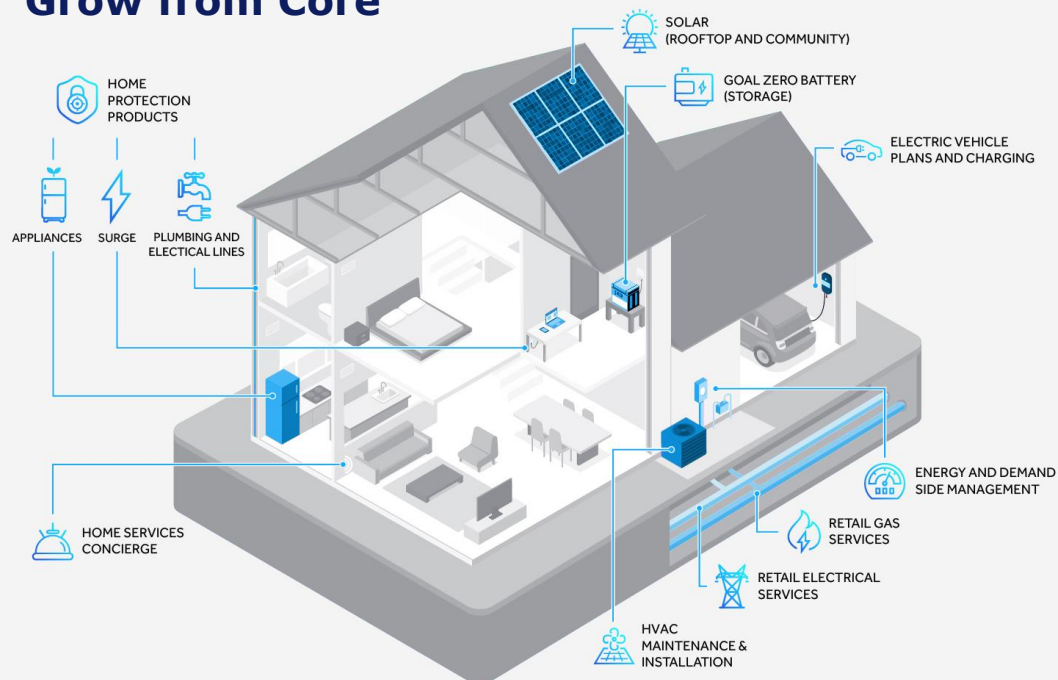 Grow from Core
SOLAR
(ROOFTOP AND COMMUNITY)
HOME
PROTECTION
PRODUCTS
GOAL ZERO BATTERY
(STORAGE)
ELECTRIC VEHICLE
PLANS AND CHARGING
APPLIANCES
SURGE
PLUMBING AND
ELECTICAL LINES
ENERGY AND DEMAND
SIDE MANAGEMENT
HOME SERVICES
CONCIERGE
RETAIL GAS
SERVICES
RETAIL ELECTRICAL
SERVICES
HVAC
MAINTENANCE &
INSTALLATION